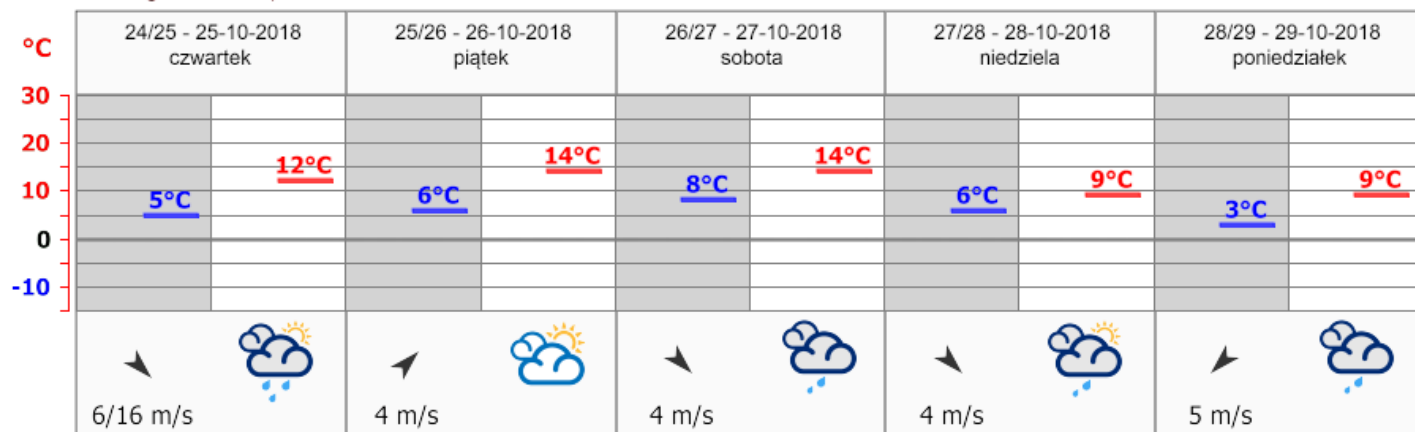 24/25 - 25-10-2018
czwartek
25/26 - 26-10-2018
piątek
26/27 - 27-10-2018
sobota
27/28 - 28-10-2018
niedziela
28/29 - 29-10-2018
poniedziałek
°C
30
20
10
0
-10
5°C
12°C
6°C
14°C
8°C
14°C
6°C
9°C
3°C
9°C
6/16 m/s
4 m/s
4 m/s
4 m/s
5 m/s